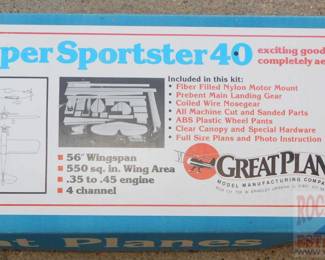 per Sportster 40
exciting good
completely ae
Included in this kit:
Fiber Filled Nylon Motor Mount
Prebent Main Landing Gear
Coiled Wire Nosegear
All Machine Cut and Sanded Parts
ABS Plastic Wheel Pants
Clear Canopy and Special Hardware
Full Size Plans and Photo Instruction
56" Wingspan
550 sq. in. Wing Area
.35 to .45 engine
4 channel
GREAT PLAN
MODEL MANUFACTURING COMPA
ROC
at Planes